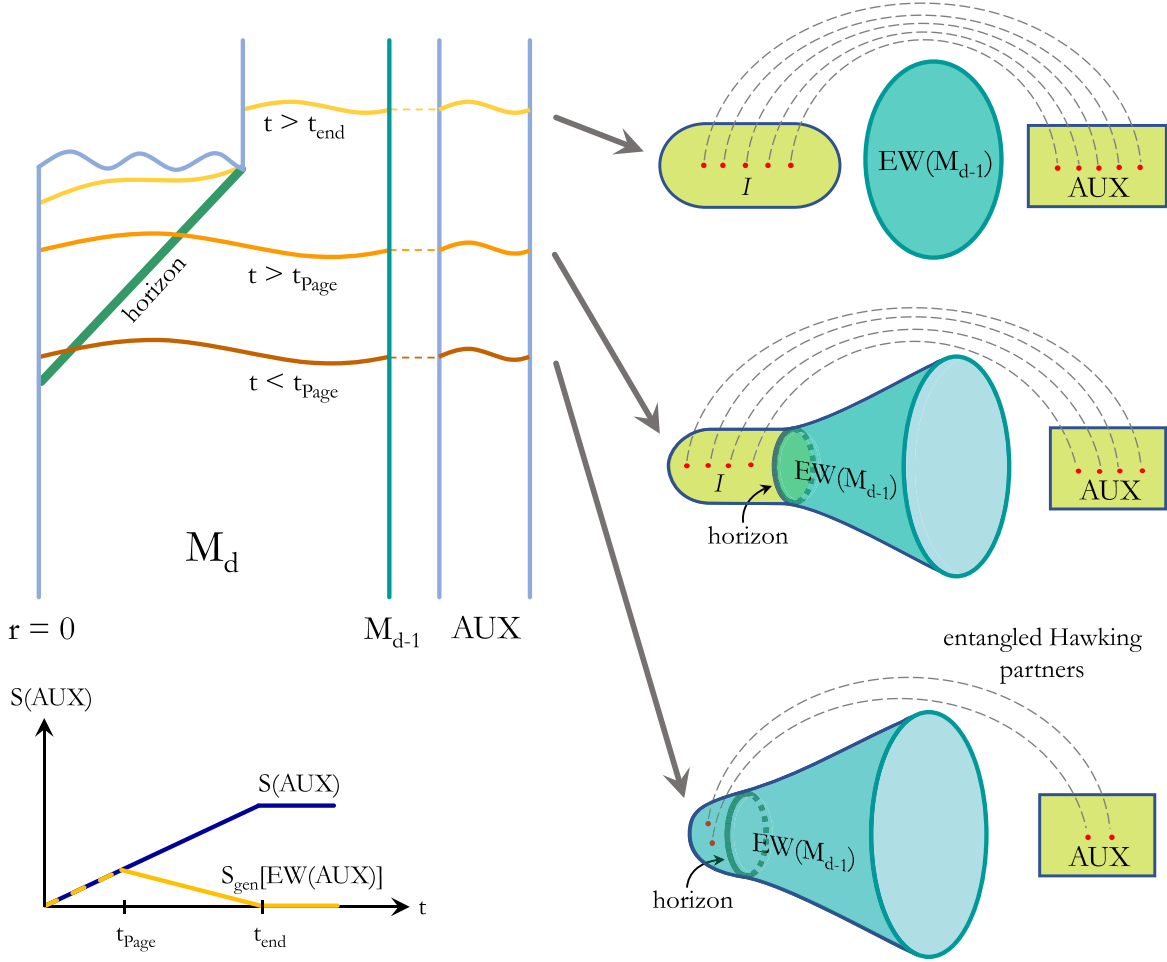 t > t_end
t > t_Page
horizon
t < t_Page
M_d
r = 0
M_d-1
AUX
I
EW(M_d-1)
AUX
I
EW(M_d-1)
horizon
AUX
entangled Hawking
partners
EW(M_d-1)
horizon
AUX
S(AUX)
S(AUX)
S_gen[EW(AUX)]
t
t_Page
t_end